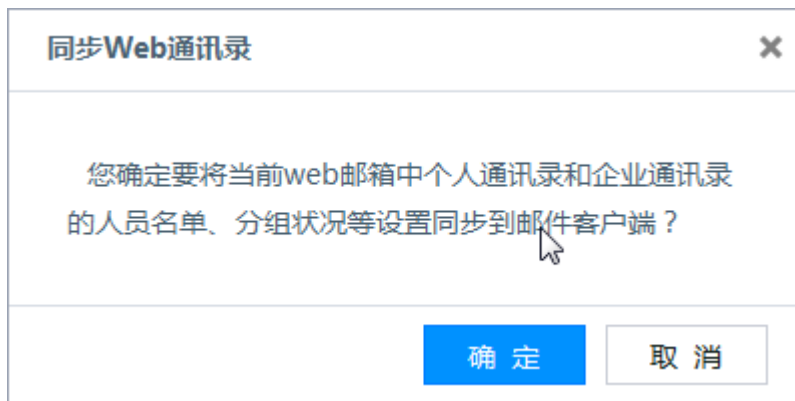 同步Web通讯录
您确定要将当前web邮箱中个人通讯录和企业通讯录
的人员名单、分组状况等设置同步到邮件客户端？
确 定
取 消